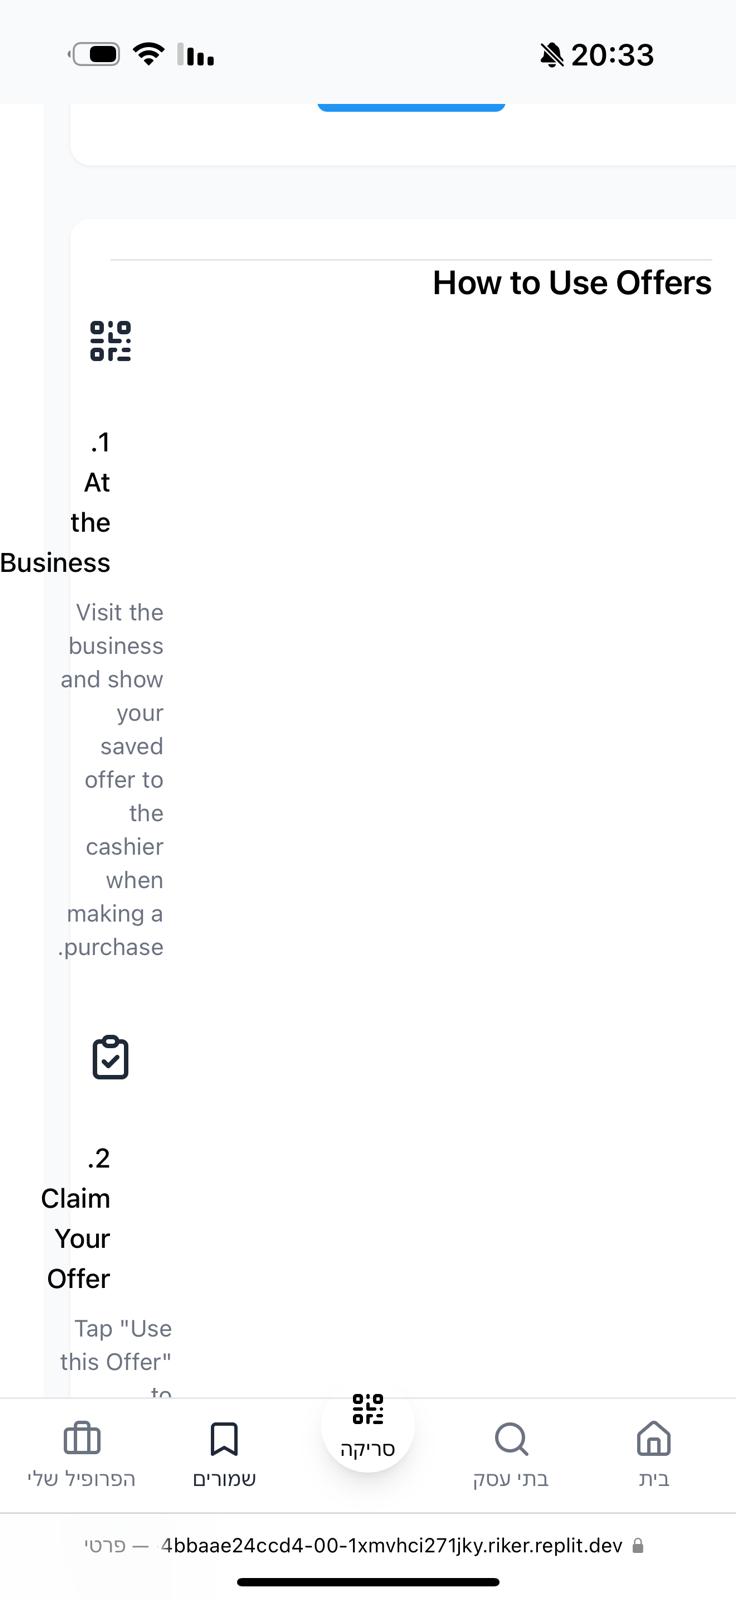 20:33
How to Use Offers
.1
At
the
Business
Visit the
business
and show
your
saved
offer to
the
cashier
when
making a
.purchase
.2
Claim
Your
Offer
Tap "Use
this Offer"
to
בית
בתי עסק
סריקה
שמורים
הפרופיל שלי
4bbaae24ccd4-00-1xmvhci271jky.riker.replit.dev — פרטי